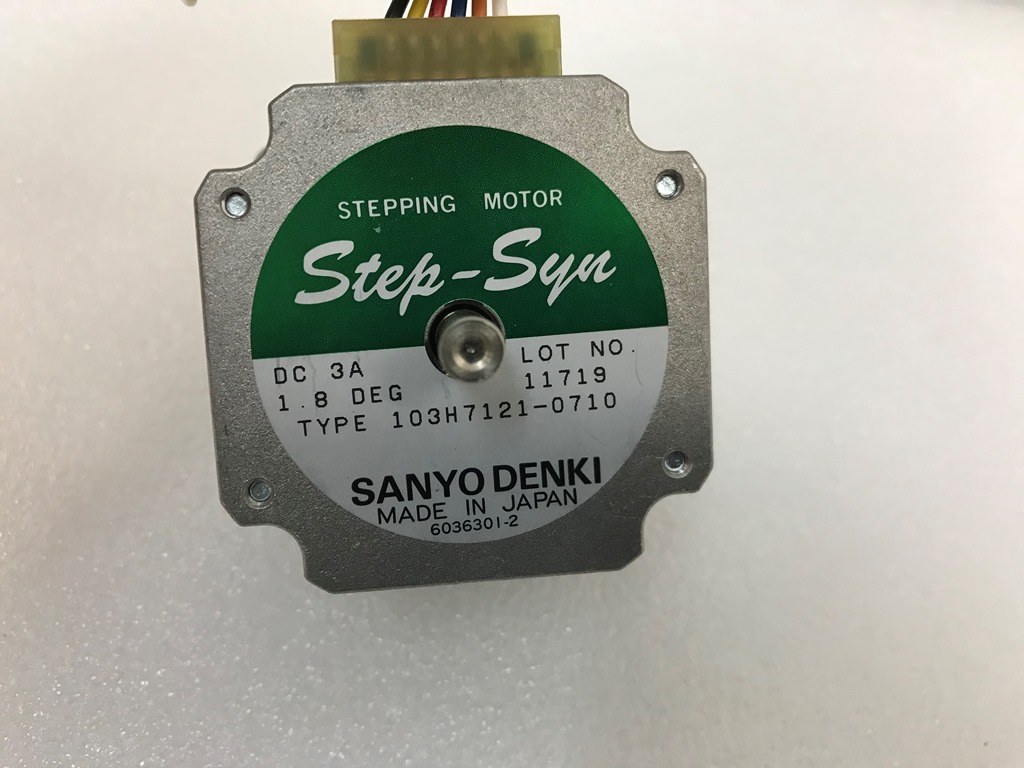 STEPPING MOTOR
Step-Syn
DC 3A
LOT NO.
1.8 DEG
11719
TYPE 103H7121-0710
SANYO DENKI
MADE IN JAPAN
6036301-2